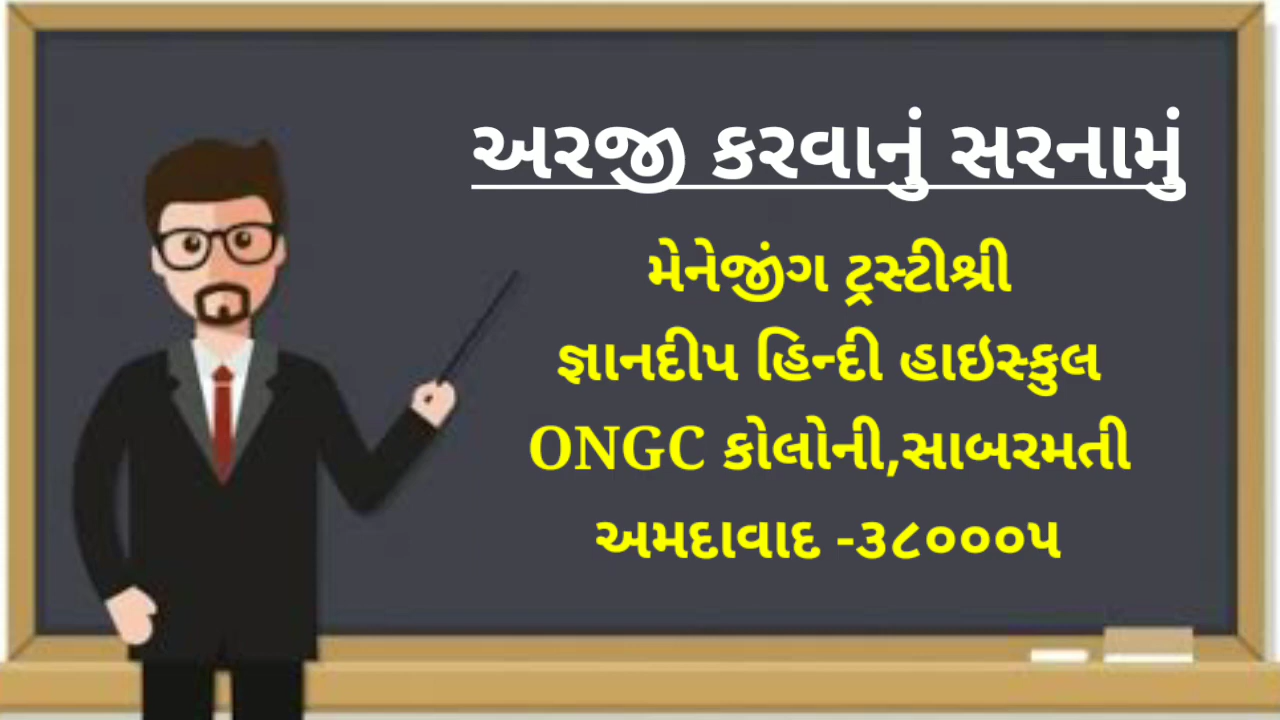 અરજી કરવાનું સરનામું
મેનેજીંગ ટ્રસ્ટીશ્રી
જ્ઞાનદીપ હિન્દી હાઇસ્કુલ
ONGC કોલોની,સાબરમતી
અમદાવાદ -૩૮૦૦૦૫